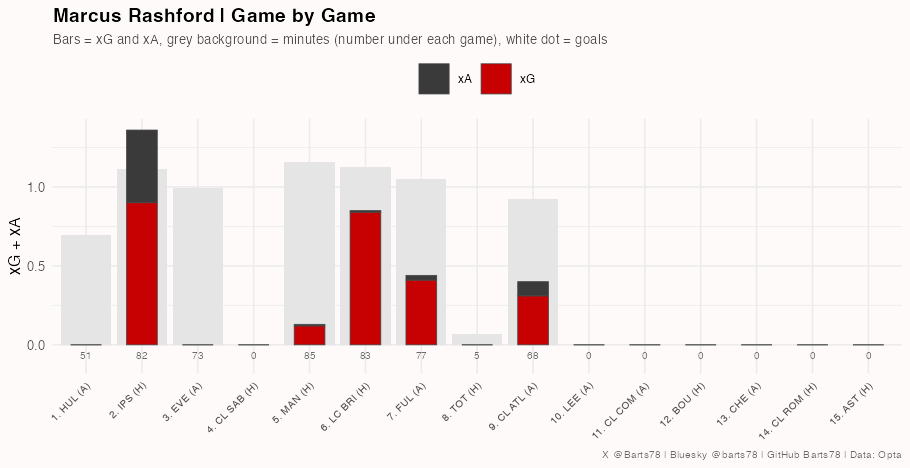 Marcus Rashford | Game by Game
Bars = xG and xA, grey background = minutes (number under each game), white dot = goals
xA xG
xG + xA
1.0
0.5
0.0
51 82 73 0 85 83 77 5 68 0 0 0 0 0 0
1. HUL (A)
2. IPS (H)
3. EVE (A)
4. CL SAB (H)
5. MAN (H)
6. LC BRI (H)
7. FUL (A)
8. TOT (H)
9. CL ATL (A)
10. LEE (A)
11. CL COM (A)
12. BOU (H)
13. CHE (A)
14. CL ROM (H)
15. AST (H)
X @Barts78 | Bluesky @barts78 | GitHub Barts78 | Data: Opta